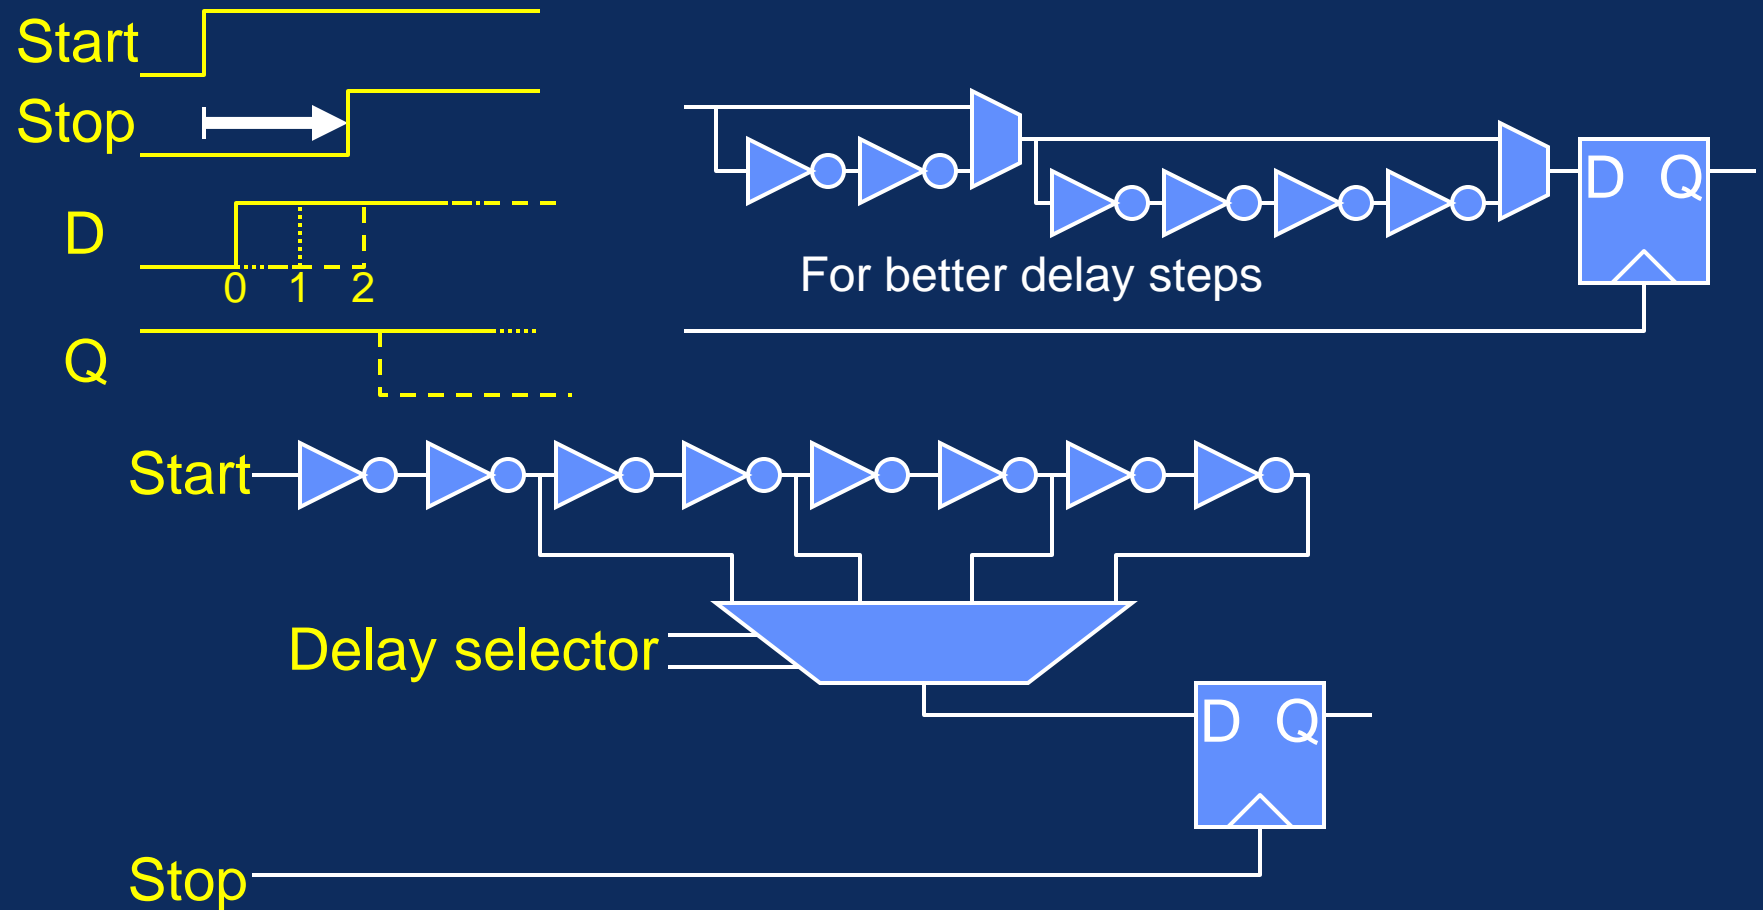 Start
Stop
D
0 1 2
Q
D Q
For better delay steps
Start
Delay selector
D Q
Stop